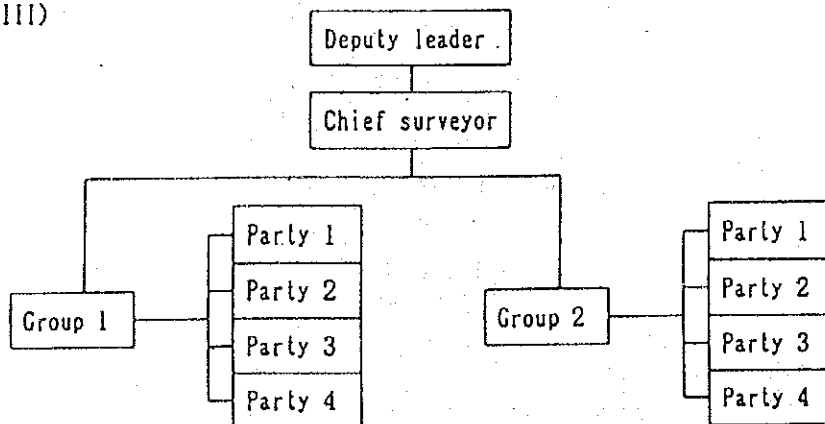 III)
Deputy leader
Chief surveyor
Group 1
Party 1
Party 2
Party 3
Party 4
Group 2
Party 1
Party 2
Party 3
Party 4